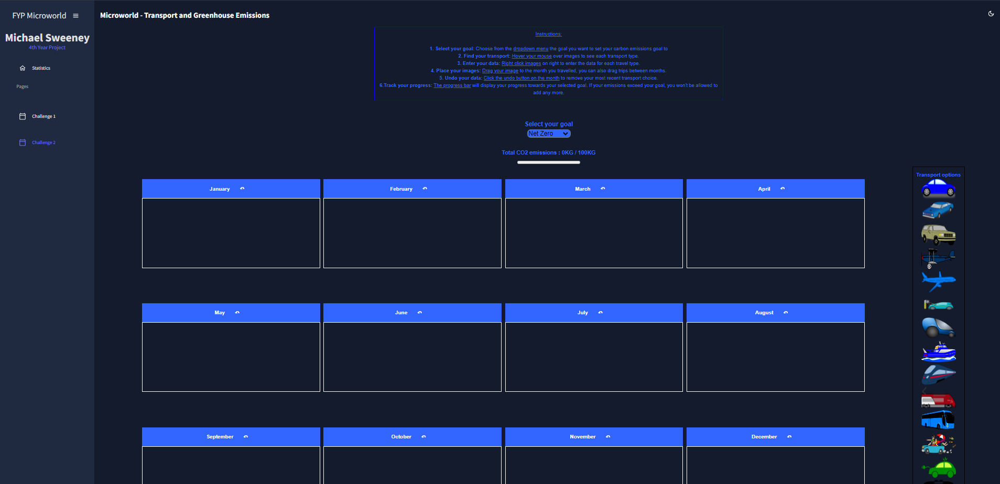 FYP Microworld
Microworld - Transport and Greenhouse Emissions
Michael Sweeney
4th Year Project
Statistics
Pages
Challenge 1
Challenge 2
Instructions:
1. Select your goal: Choose from the dropdown menu the goal you want to set your carbon emissions goal to
2. Find your transport: Hover your mouse over images to see each transport type.
3. Enter your data: Right click images on right to enter the data for each travel type.
4. Place your images: Drag your image to the month you travelled, you can also drag trips between months.
5. Undo your data: Click the undo button on the month to remove your most recent transport choice.
6.Track your progress: The progress bar will display your progress towards your selected goal. If your emissions exceed your goal, you won't be allowed to
add any more.
Select your goal
Net Zero
Total CO2 emissions : 0KG / 100KG
Transport options
January
February
March
April
May
June
July
August
September
October
November
December